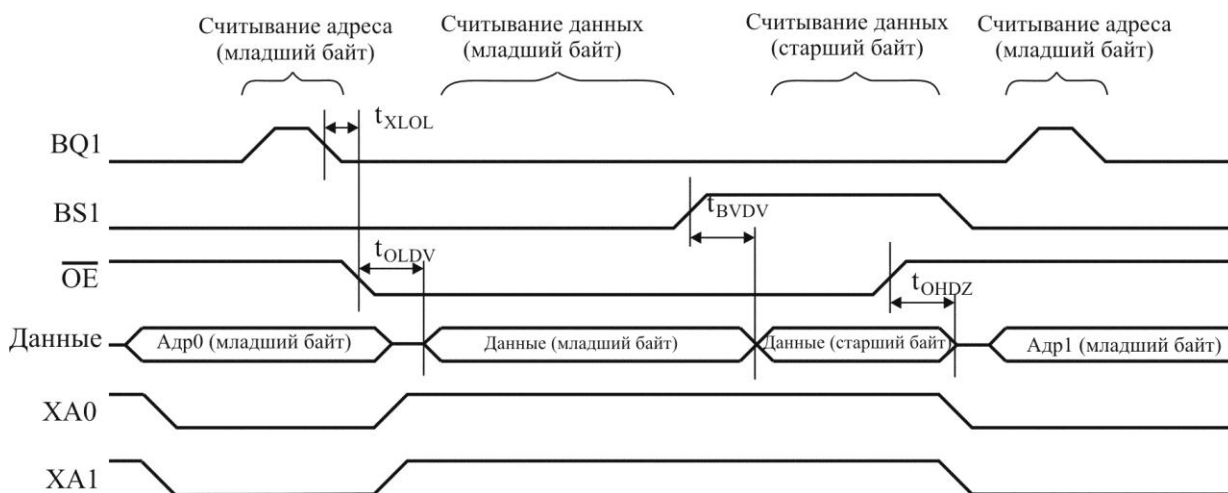 Считывание адреса
(младший байт)
Считывание данных
(младший байт)
Считывание данных
(старший байт)
Считывание адреса
(младший байт)
BQ1
tXLOL
BS1
tBVDV
OE
tOLDV
tOHDZ
Данные
Адр0 (младший байт)
Данные (младший байт)
Данные (старший байт)
Адр1 (младший байт)
XA0
XA1